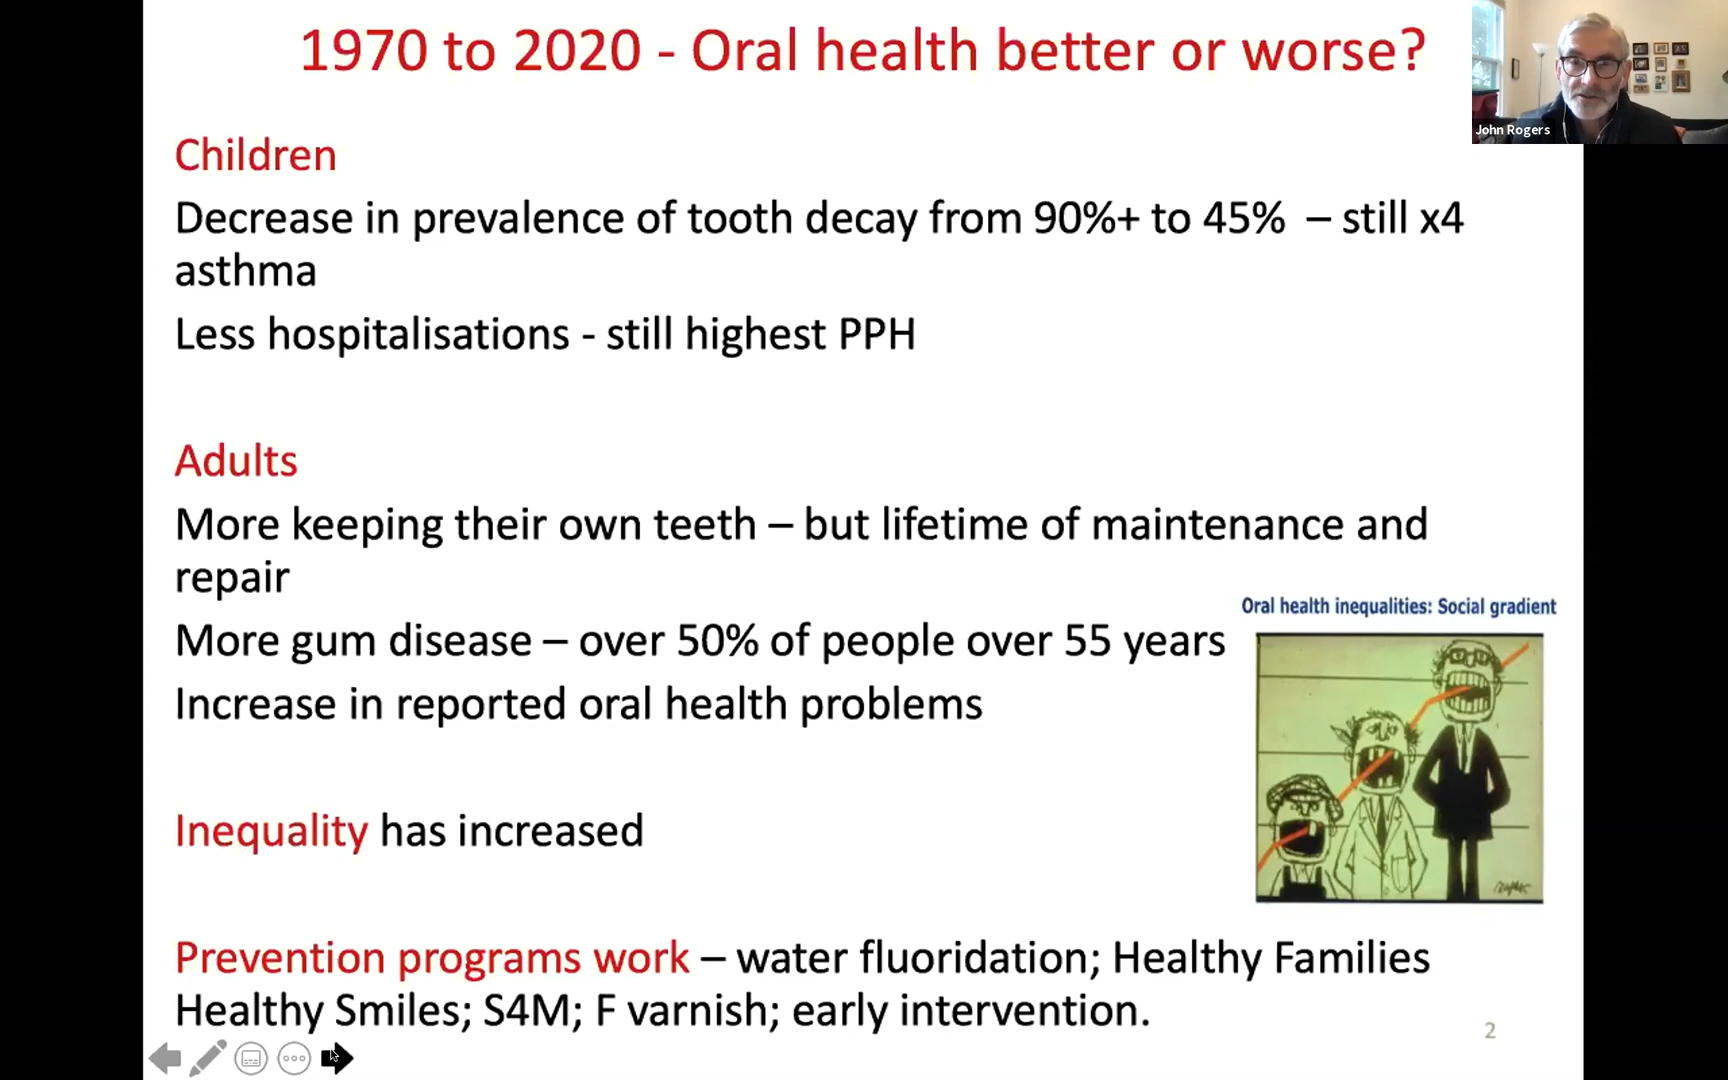 1970 to 2020 - Oral health better or worse?
John Rogers
Children
Decrease in prevalence of tooth decay from 90%+ to 45% – still x4
asthma
Less hospitalisations - still highest PPH
Adults
More keeping their own teeth – but lifetime of maintenance and
repair
Oral health inequalities: Social gradient
More gum disease – over 50% of people over 55 years
Increase in reported oral health problems
Inequality has increased
Prevention programs work – water fluoridation; Healthy Families
Healthy Smiles; S4M; F varnish; early intervention.
2